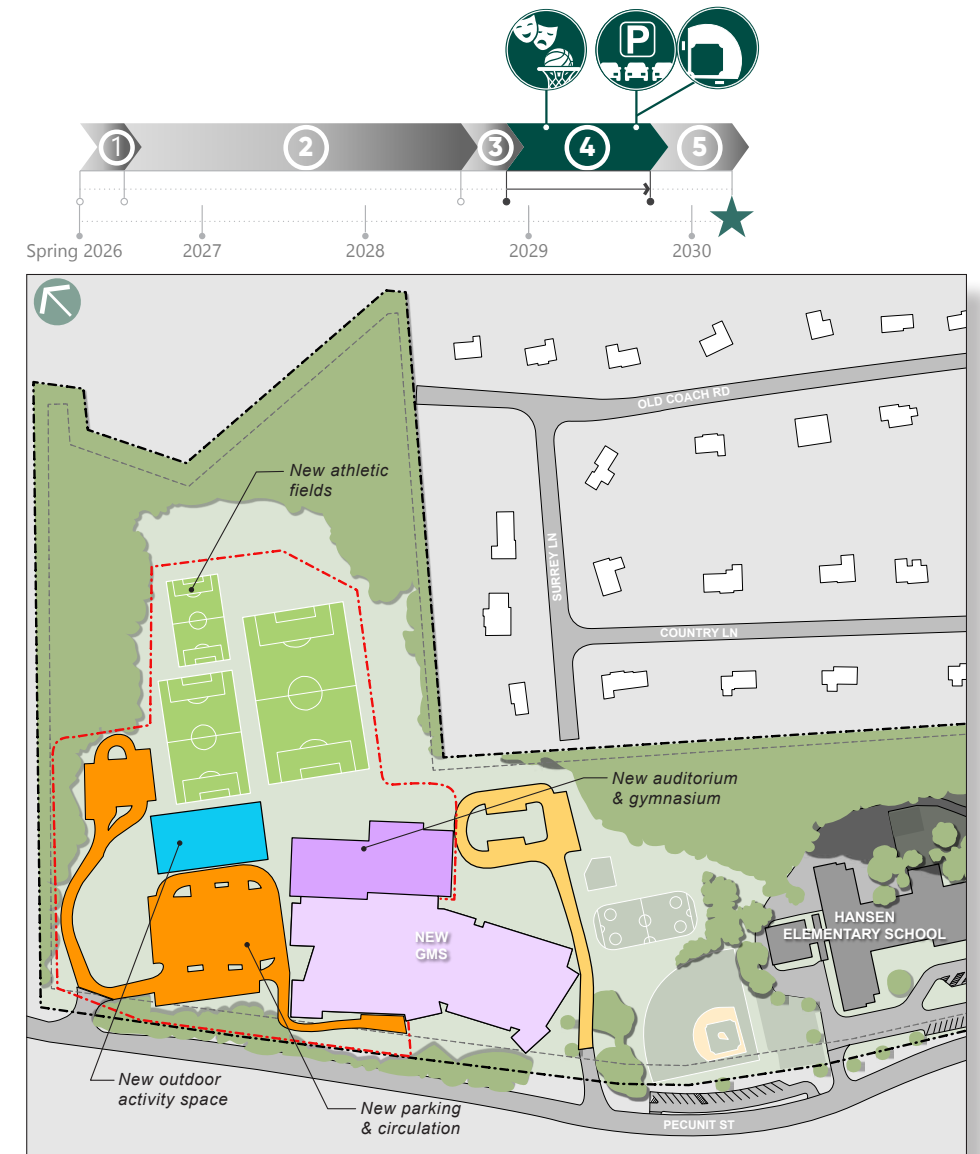 P
1
2
3
4
5
Spring 2026
2027
2028
2029
2030
OLD COACH RD
New athletic
fields
SURREY LN
COUNTRY LN
New auditorium
& gymnasium
HANSEN
ELEMENTARY SCHOOL
NEW
GMS
New outdoor
activity space
New parking
& circulation
PECUNIT ST